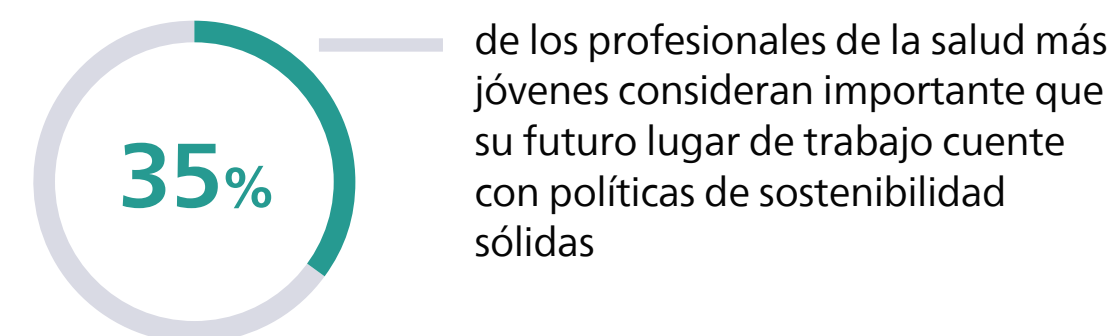 35%
de los profesionales de la salud más
jóvenes consideran importante que
su futuro lugar de trabajo cuente
con políticas de sostenibilidad
sólidas